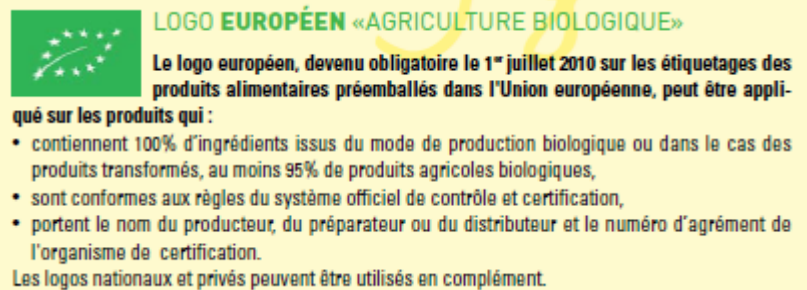 LOGO EUROPÉEN «AGRICULTURE BIOLOGIQUE»
Le logo européen, devenu obligatoire le 1er juillet 2010 sur les étiquetages des
produits alimentaires préemballés dans l'Union européenne, peut être appli-
qué sur les produits qui :
• contiennent 100% d'ingrédients issus du mode de production biologique ou dans le cas des
produits transformés, au moins 95% de produits agricoles biologiques,
• sont conformes aux règles du système officiel de contrôle et certification,
• portent le nom du producteur, du préparateur ou du distributeur et le numéro d'agrément de
l'organisme de certification.
Les logos nationaux et privés peuvent être utilisés en complément.